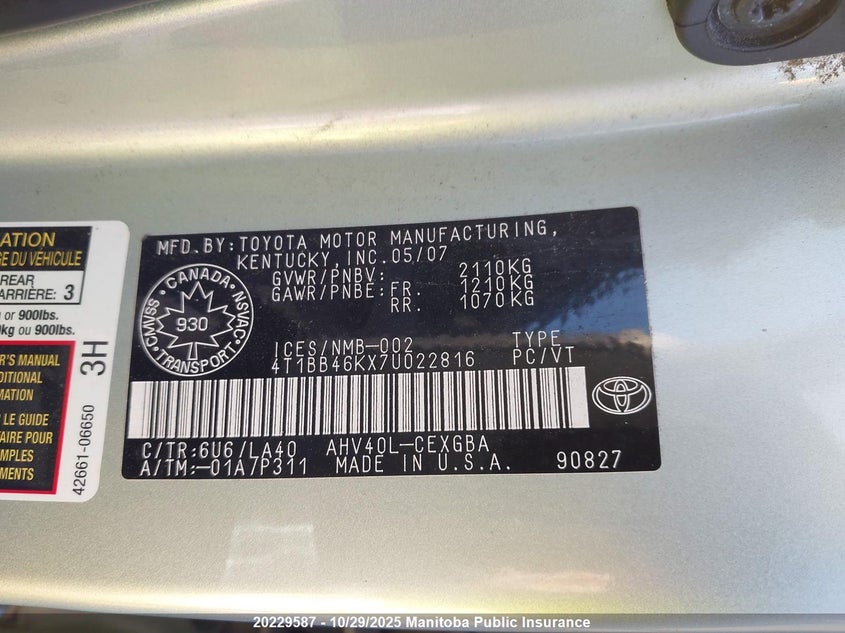 ATION
GE DU VÉHICULE
REAR
ARRIÈRE: 3
or 900lbs.
kg ou 900lbs.
3H
R'S MANUAL
DITIONAL
MATION
LE GUIDE
AIRE POUR
MPLES
EMENTS
42661-06650
MFD. BY: TOYOTA MOTOR MANUFACTURING,
KENTUCKY, INC. 05/07
GVWR/PNBV: 2110KG
GAWR/PNBE: FR. 1210KG
RR. 1070KG
CANADA
CMVSS 930 NSVAC
TRANSPORT
ICES/NMB-002 TYPE
4T1BB46KX7U022816 PC/VT
C/TR:6U6/LA40 AHV40L-CEXGBA
A/TM:-01A7P311 MADE IN U.S.A. 90827
20229587 - 10/29/2025 Manitoba Public Insurance